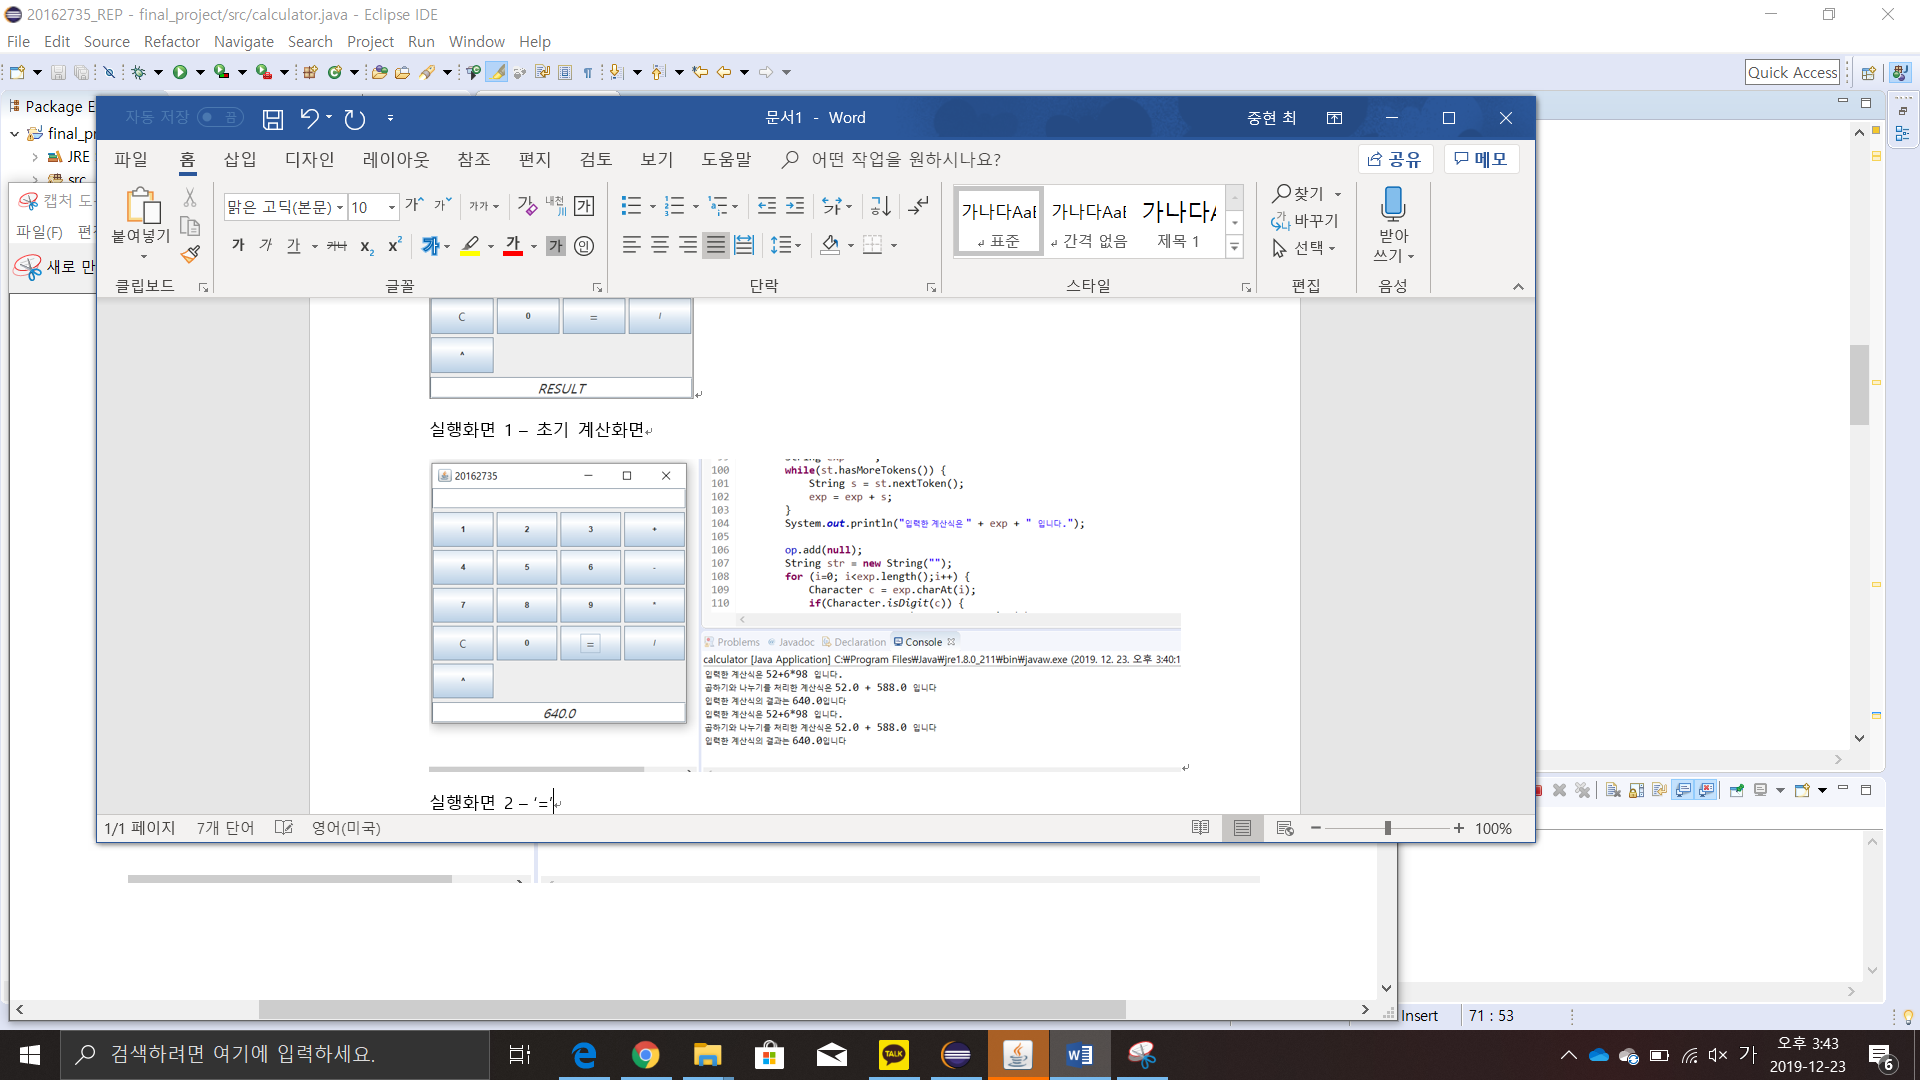 20162735_REP - final_project/src/calculator.java - Eclipse IDE
File Edit Source Refactor Navigate Search Project Run Window Help
Quick Access
Package E
final_pr
JRE
src
캡처 도
파일(F) 편
새로 만
자동 저장 끔
문서1 - Word
중현 최
파일 홈 삽입 디자인 레이아웃 참조 편지 검토 보기 도움말 어떤 작업을 원하시나요?
공유 메모
붙여넣기
클립보드
맑은 고딕(본문) 10
글꼴
단락
가나다AaB 가나다AaB 가나다A
표준 간격 없음 제목 1
스타일
찾기
바꾸기
선택
편집
받아
쓰기
음성
C 0 = /
^
RESULT
실행화면 1 – 초기 계산화면
20162735
1 2 3 +
4 5 6 -
7 8 9 *
C 0 = /
^
640.0
100 while(st.hasMoreTokens()) {
101 String s = st.nextToken();
102 exp = exp + s;
103 }
104 System.out.println("입력한 계산식은 " + exp + " 입니다.");
105
106 op.add(null);
107 String str = new String("");
108 for (i=0; i<exp.length();i++) {
109 Character c = exp.charAt(i);
110 if(Character.isDigit(c)) {
Problems Javadoc Declaration Console
calculator [Java Application] C:₩Program Files₩Java₩jre1.8.0_211₩bin₩javaw.exe (2019. 12. 23. 오후 3:40:1
입력한 계산식은 52+6*98 입니다.
곱하기와 나누기를 처리한 계산식은 52.0 + 588.0 입니다
입력한 계산식의 결과는 640.0입니다
입력한 계산식은 52+6*98 입니다.
곱하기와 나누기를 처리한 계산식은 52.0 + 588.0 입니다
입력한 계산식의 결과는 640.0입니다
실행화면 2 – ‘=’
1/1 페이지 7개 단어 영어(미국)
100%
Insert 71 : 53
검색하려면 여기에 입력하세요.
TALK
가
오후 3:43
2019-12-23
6